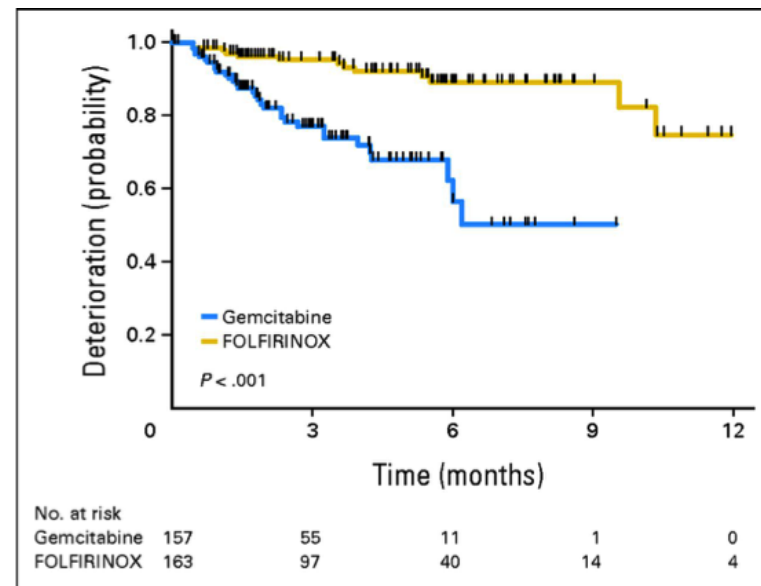 Deterioration (probability)
1.0
0.8
0.6
0.4
0.2
Gemcitabine
FOLFIRINOX
P < .001
0 3 6 9 12
Time (months)
No. at risk
Gemcitabine 157 55 11 1 0
FOLFIRINOX 163 97 40 14 4